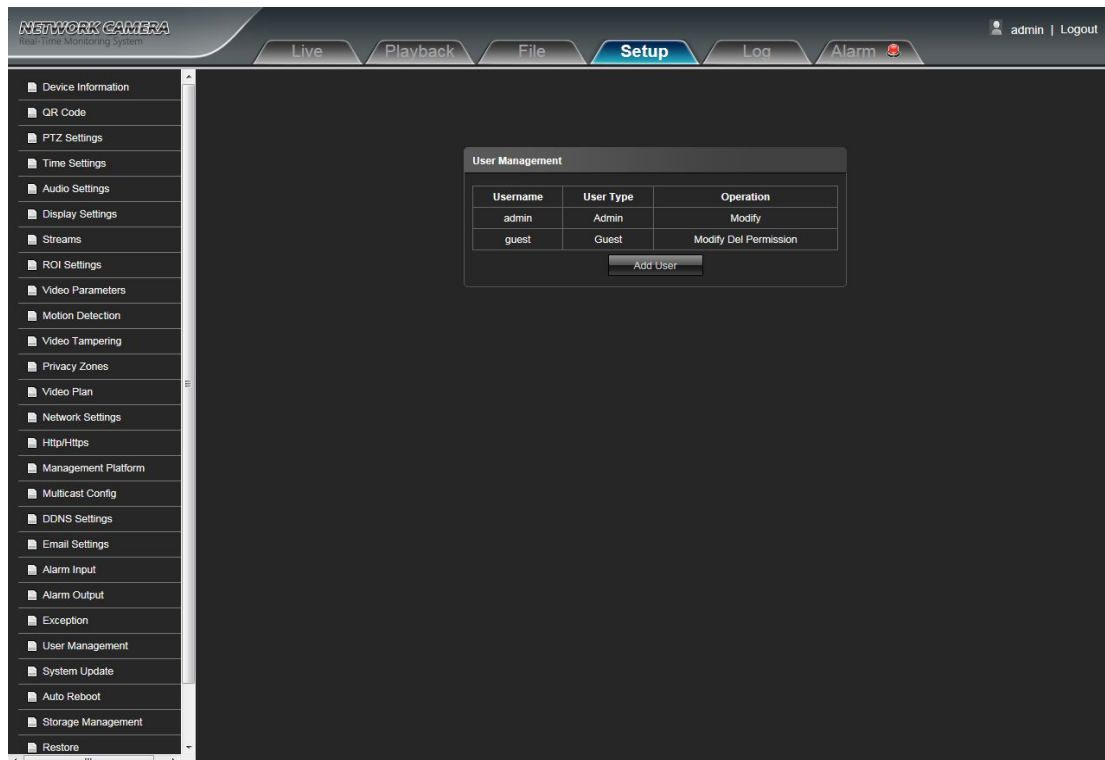 NETWORK CAMERA
Real-Time Monitoring System
Live
Playback
File
Setup
Log
Alarm
admin | Logout
Device Information
QR Code
PTZ Settings
Time Settings
Audio Settings
Display Settings
Streams
ROI Settings
Video Parameters
Motion Detection
Video Tampering
Privacy Zones
Video Plan
Network Settings
Http/Https
Management Platform
Multicast Config
DDNS Settings
Email Settings
Alarm Input
Alarm Output
Exception
User Management
System Update
Auto Reboot
Storage Management
Restore
User Management
Username User Type Operation
admin Admin Modify
guest Guest Modify Del Permission
Add User